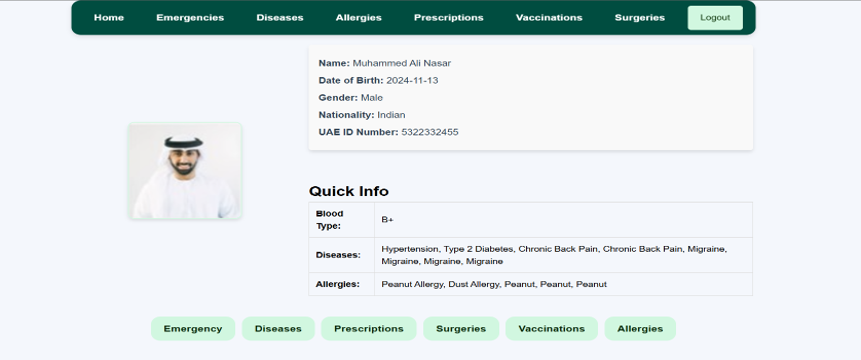 Home Emergencies Diseases Allergies Prescriptions Vaccinations Surgeries Logout
Name: Muhammed Ali Nasar
Date of Birth: 2024-11-13
Gender: Male
Nationality: Indian
UAE ID Number: 5322332455
Quick Info
Blood
Type:
B+
Diseases:
Hypertension, Type 2 Diabetes, Chronic Back Pain, Chronic Back Pain, Migraine,
Migraine, Migraine, Migraine
Allergies:
Peanut Allergy, Dust Allergy, Peanut, Peanut, Peanut
Emergency Diseases Prescriptions Surgeries Vaccinations Allergies